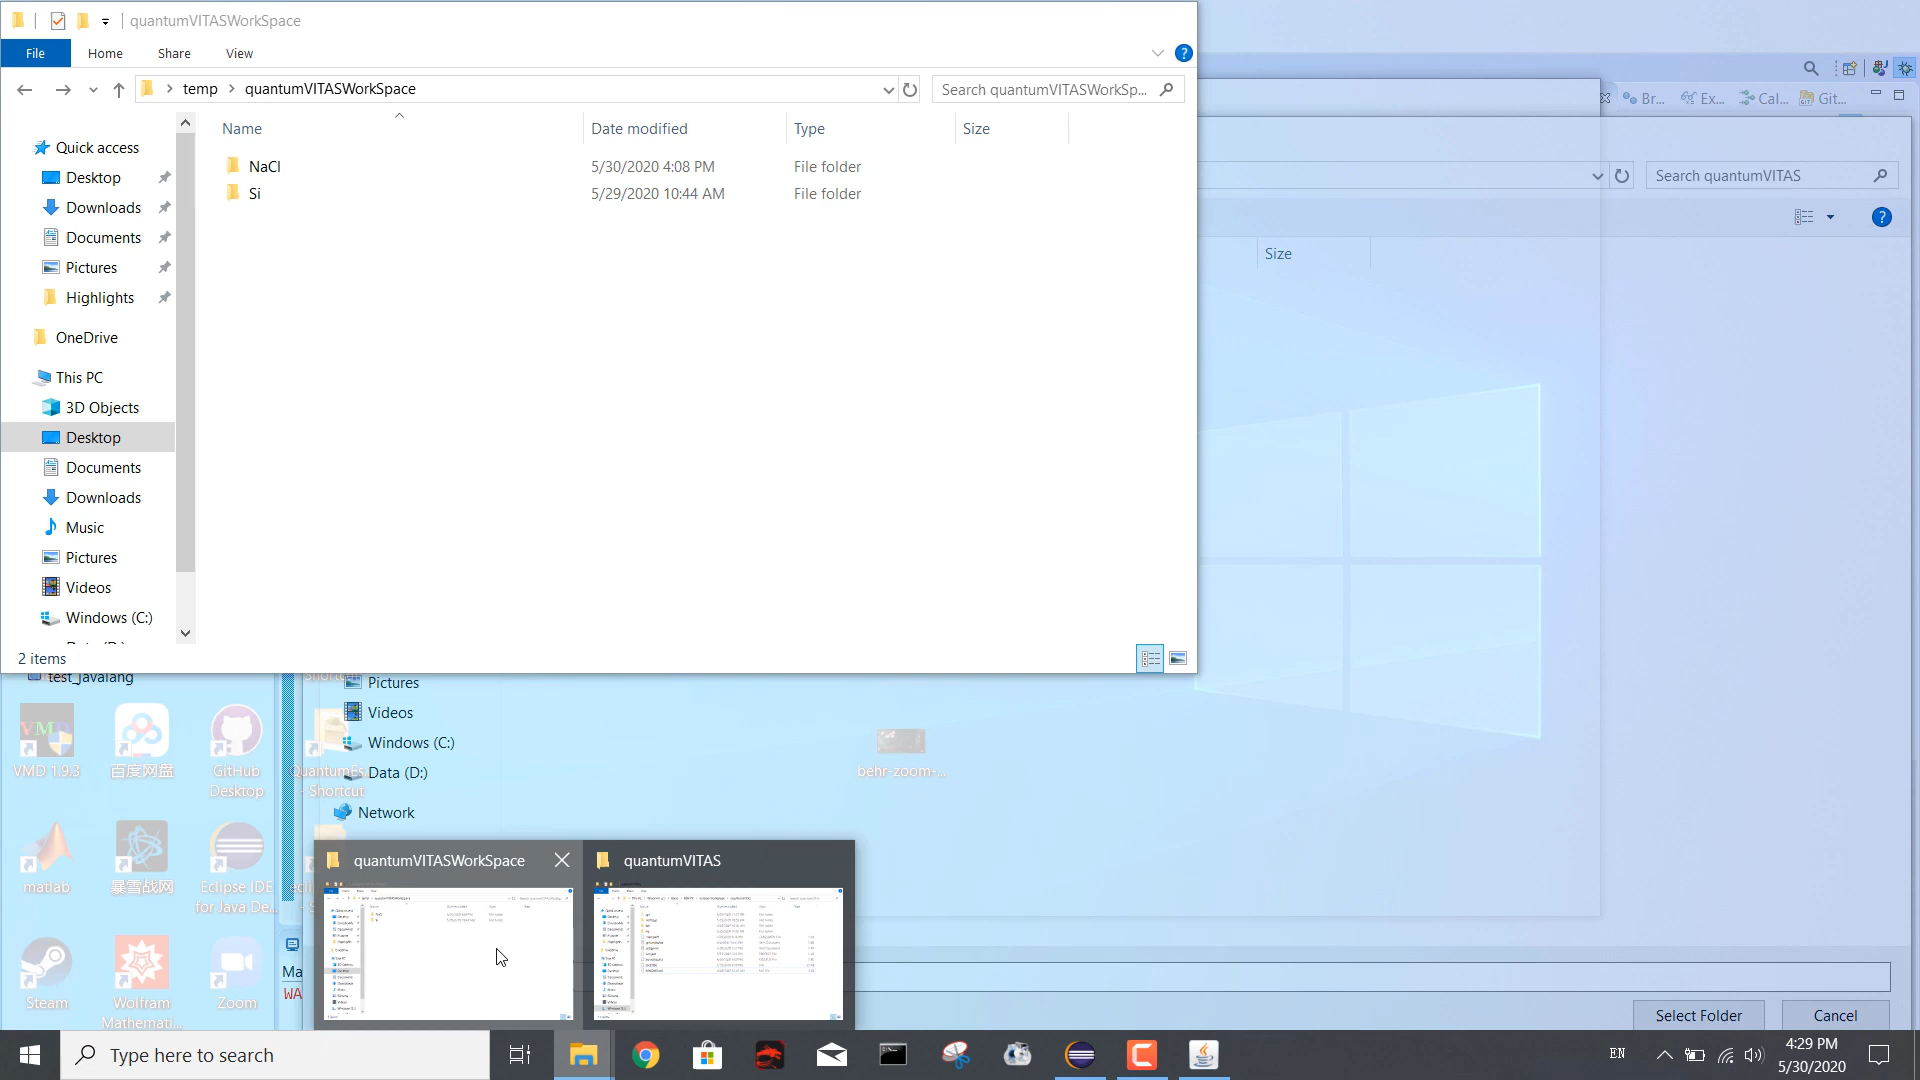 quantumVITASWorkSpace
File Home Share View
temp quantumVITASWorkSpace
Search quantumVITASWorkSp...
Name Date modified Type Size
NaCl 5/30/2020 4:08 PM File folder
Si 5/29/2020 10:44 AM File folder
Quick access
Desktop
Downloads
Documents
Pictures
Highlights
OneDrive
This PC
3D Objects
Desktop
Documents
Downloads
Music
Pictures
Videos
Windows (C:)
2 items
Br... Ex... Cal... Git...
Search quantumVITAS
Size
test_javalang
Pictures
Videos
Windows (C:)
Data (D:)
Network
VMD 1.9.3
百度网盘
GitHub
Desktop
QuantumEs...
- Shortcut
behr-zoom-...
matlab
暴雪战网
Eclipse IDE
for Java De...
Steam
Wolfram
Mathemati...
Zoom
Ma
WA
quantumVITASWorkSpace
quantumVITAS
Select Folder
Cancel
Type here to search
EN
4:29 PM
5/30/2020